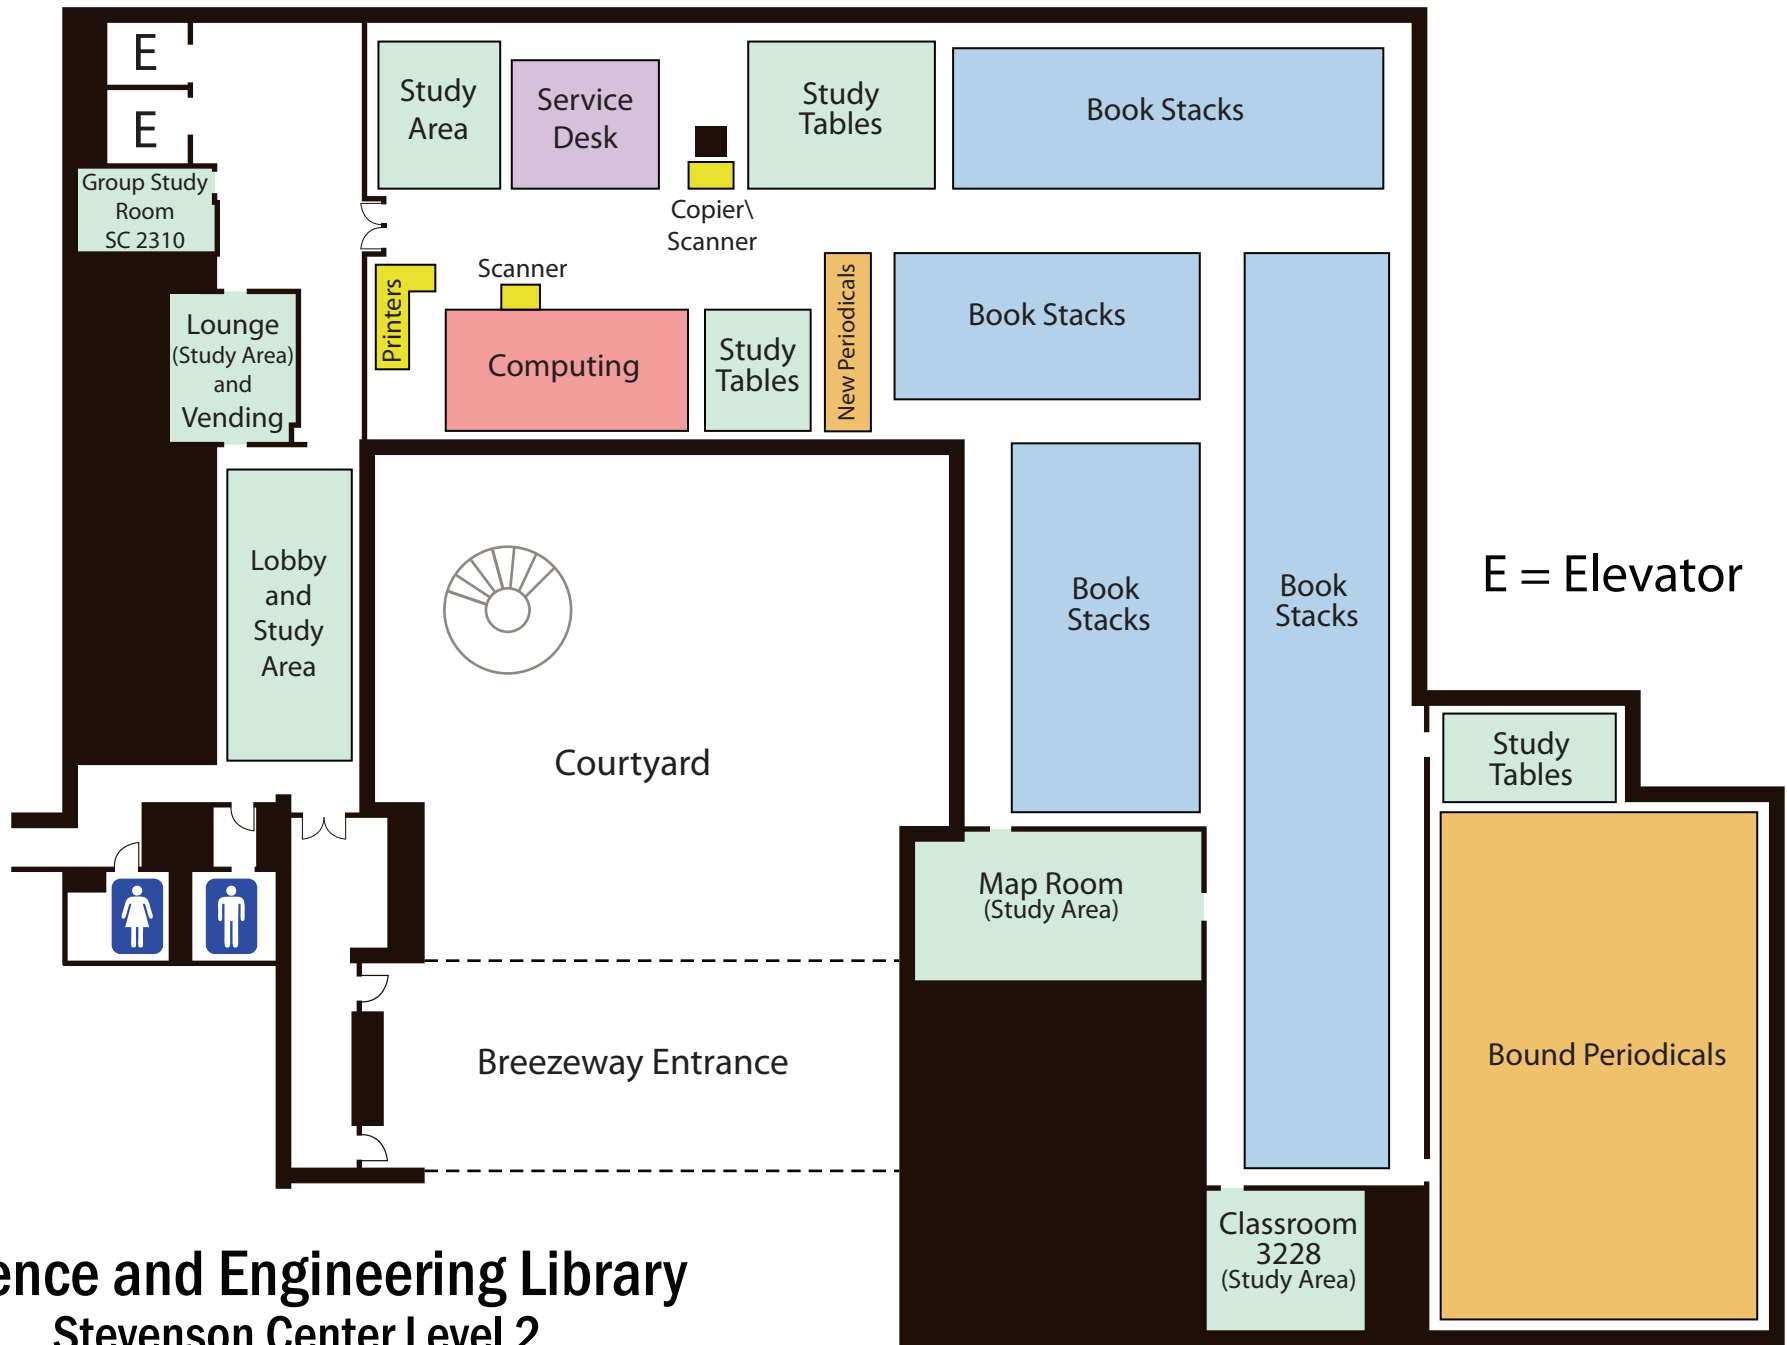 E
E
Group Study
Room
SC 2310
Study
Area
Service
Desk
Copier\
Scanner
Study
Tables
Book Stacks
Printers
Scanner
Computing
Study
Tables
New Periodicals
Book Stacks
Lounge
(Study Area)
and
Vending
Lobby
and
Study
Area
Courtyard
Book
Stacks
Book
Stacks
E = Elevator
Study
Tables
Map Room
(Study Area)
Breezeway Entrance
Bound Periodicals
Classroom
3228
(Study Area)
ence and Engineering Library
Stevenson Center Level 2